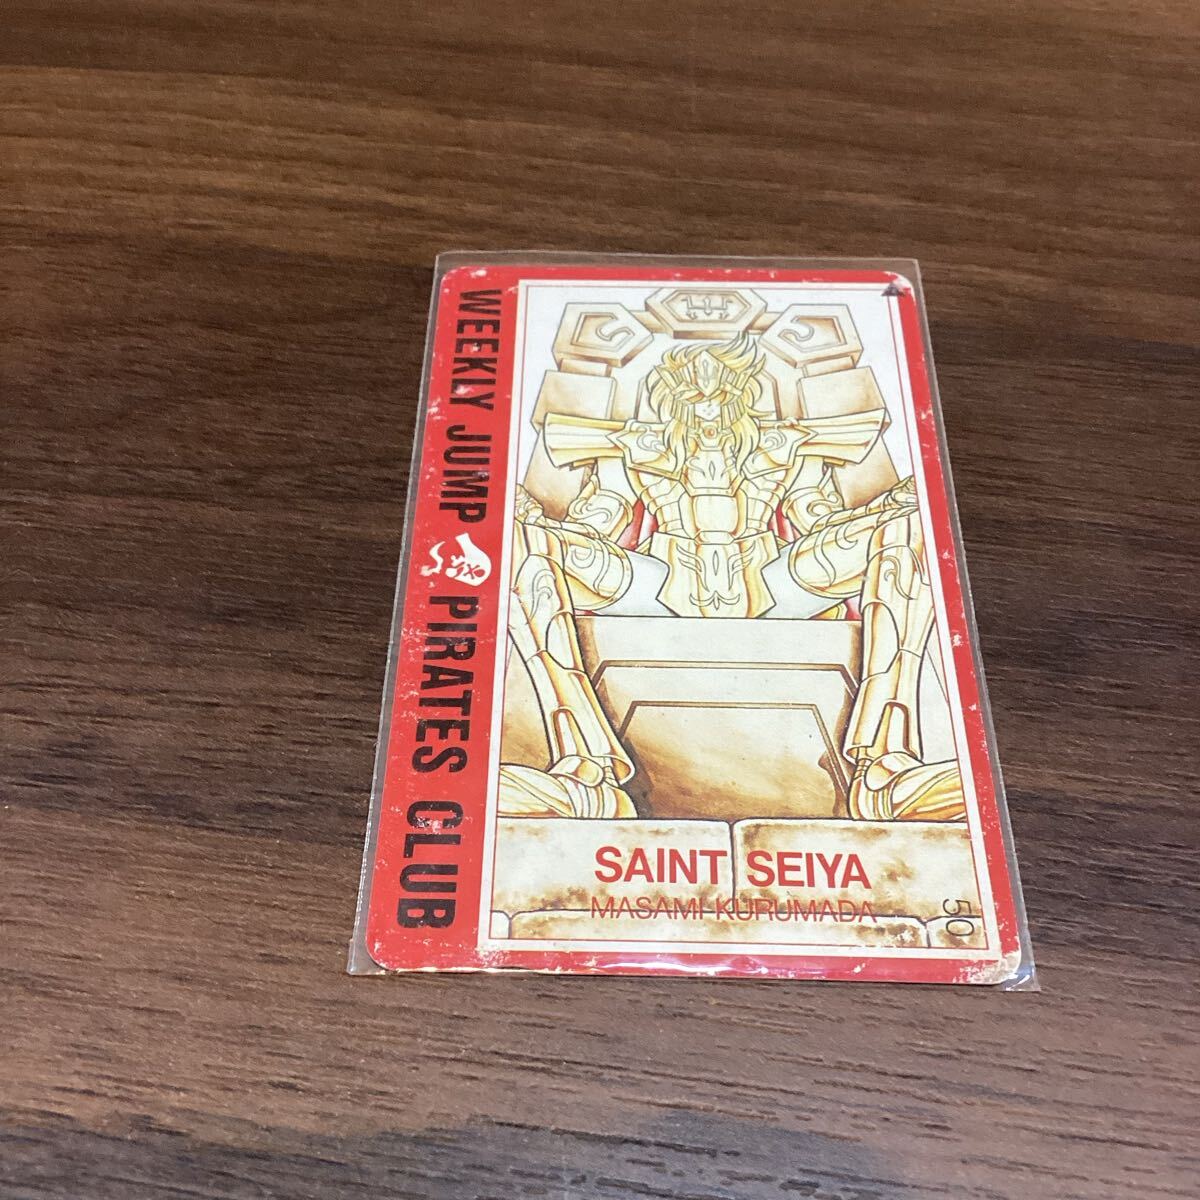 WEEKLY JUMP PIRATES CLUB
SAINT SEIYA
MASAMI KURUMADA
50